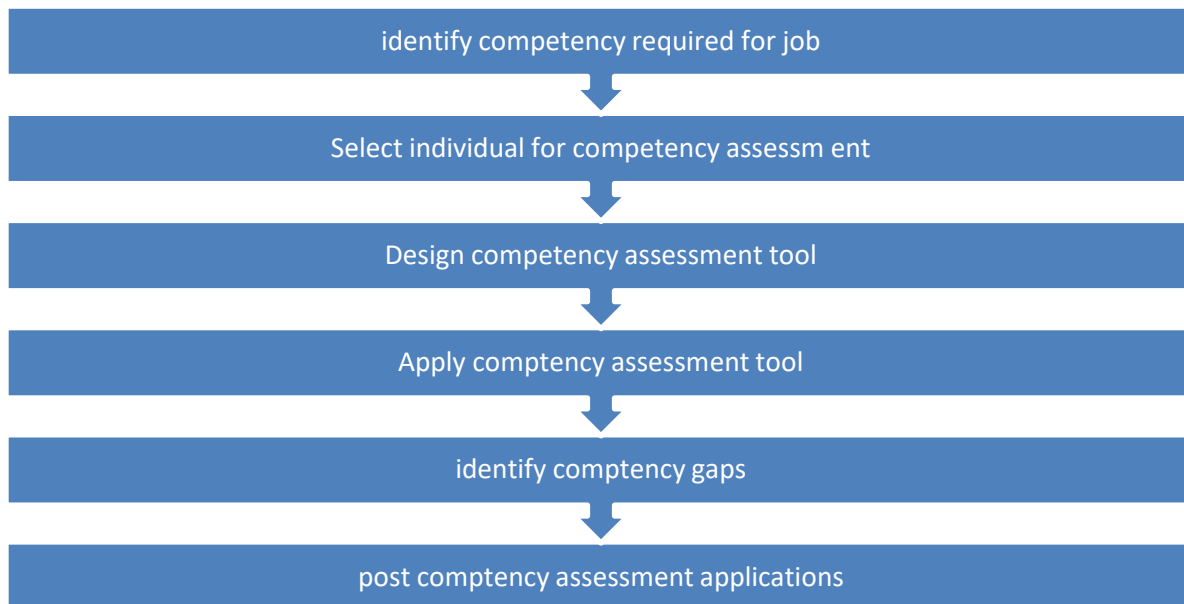 identify competency required for job
Select individual for competency assessm ent
Design competency assessment tool
Apply comptency assessment tool
identify comptency gaps
post comptency assessment applications